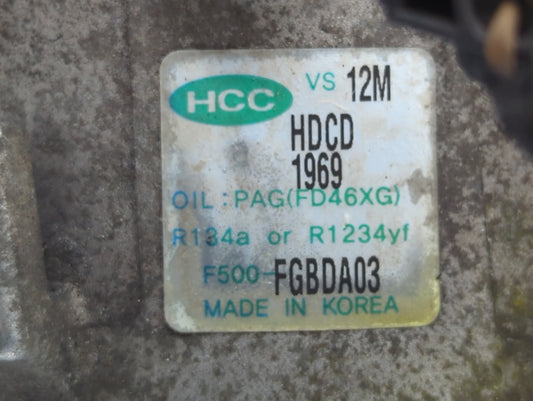 HCC VS 12M
HDCD
1969
OIL : PAG(FD46XG)
R134a or R1234yf
F500-FGBDA03
MADE IN KOREA